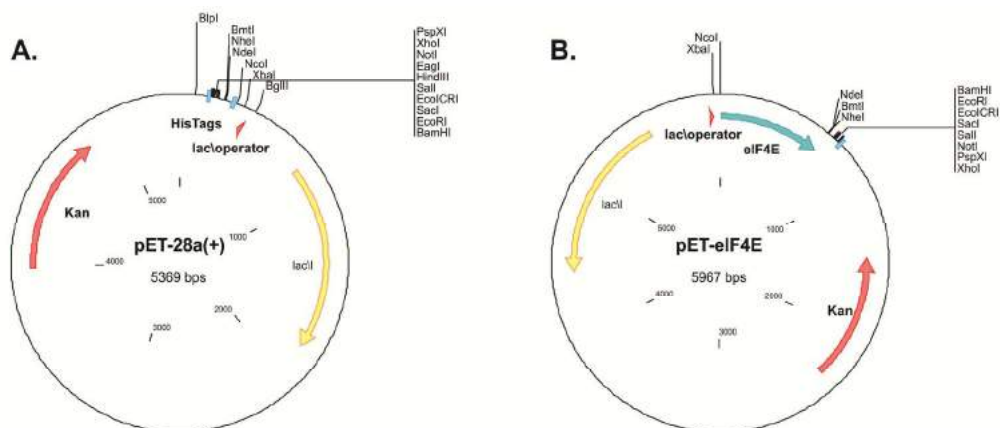 A.
BlpI
BmtI
NheI
NdeI
NcoI
XbaI
BglII
PspXI
XhoI
NotI
EagI
HindIII
SalI
EcoICRI
SacI
EcoRI
BamHI
HisTags
lac\operator
Kan
lac\I
5000
1000
4000
2000
3000
pET-28a(+)
5369 bps
B.
NcoI
XbaI
NdeI
BmtI
NheI
BamHI
EcoRI
EcoICRI
SacI
SalI
NotI
PspXI
XhoI
lac\operator
eIF4E
lac\I
5000
1000
pET-eIF4E
5967 bps
4000
2000
Kan
3000